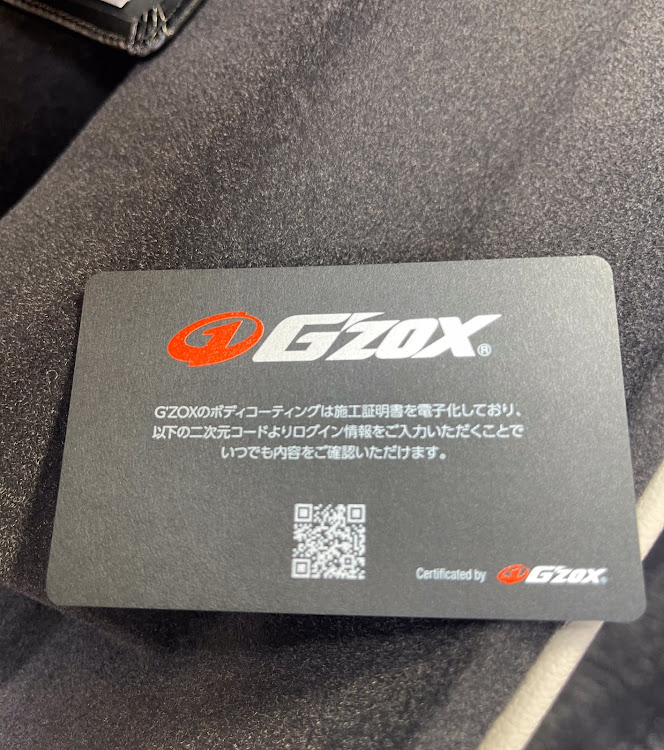 G'ZOX®
G'ZOXのボディコーティングは施工証明書を電子化しており、
以下の二次元コードよりログイン情報をご入力いただくことで
いつでも内容をご確認いただけます。
Certificated by G'ZOX®